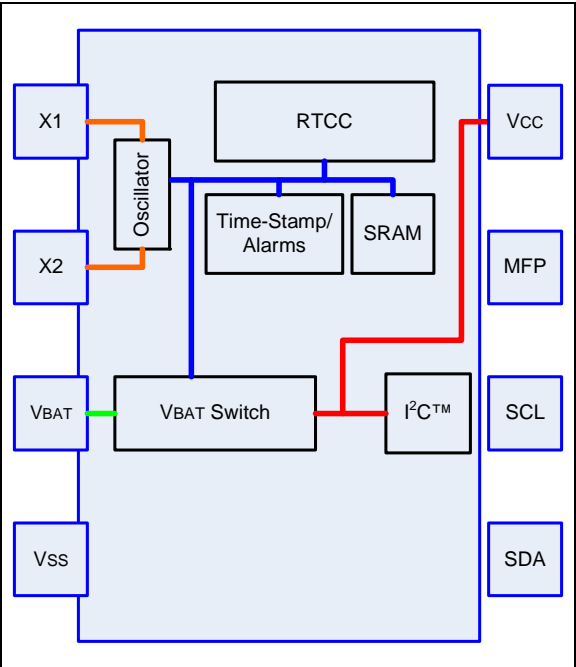 X1
RTCC
VCC
Oscillator
Time-Stamp/
Alarms
SRAM
X2
MFP
VBAT
VBAT Switch
I²C™
SCL
VSS
SDA